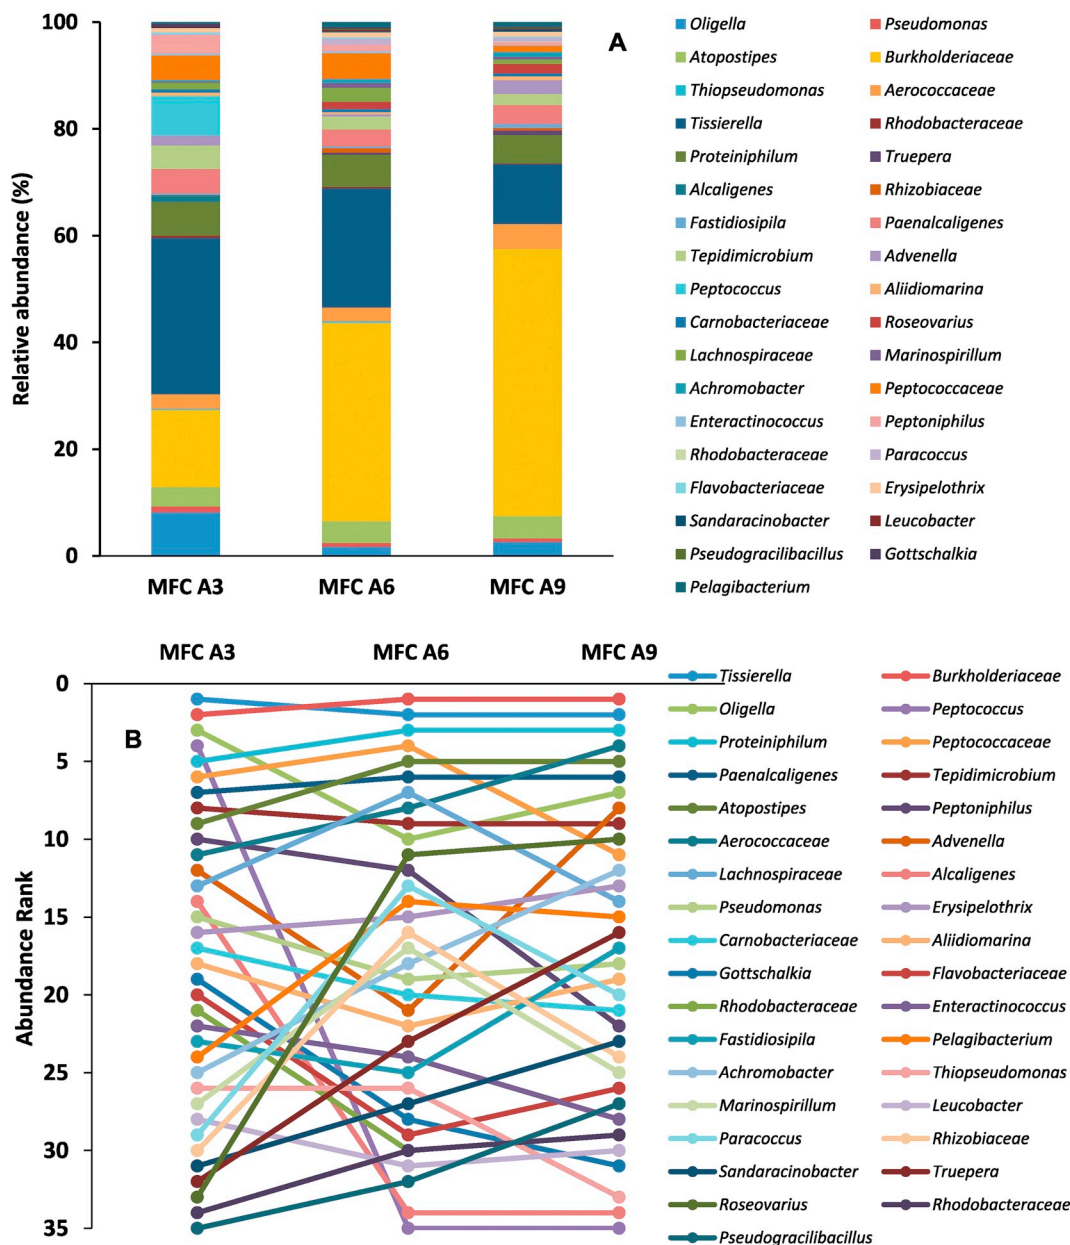 100
80
60
40
20
0
Relative abundance (%)
A
MFC A3 MFC A6 MFC A9
Oligella Pseudomonas
Atopostipes Burkholderiaceae
Thiopseudomonas Aerococcaceae
Tissierella Rhodobacteraceae
Proteiniphilum Truepera
Alcaligenes Rhizobiaceae
Fastidiosipila Paenalcaligenes
Tepidimicrobium Advenella
Peptococcus Aliidiomarina
Carnobacteriaceae Roseovarius
Lachnospiraceae Marinospirillum
Achromobacter Peptococcaceae
Enteractinococcus Peptoniphilus
Rhodobacteraceae Paracoccus
Flavobacteriaceae Erysipelothrix
Sandaracinobacter Leucobacter
Pseudogracilibacillus Gottschalkia
Pelagibacterium
MFC A3 MFC A6 MFC A9
0
5
10
15
20
25
30
35
Abundance Rank
B
Tissierella Burkholderiaceae
Oligella Peptococcus
Proteiniphilum Peptococcaceae
Paenalcaligenes Tepidimicrobium
Atopostipes Peptoniphilus
Aerococcaceae Advenella
Lachnospiraceae Alcaligenes
Pseudomonas Erysipelothrix
Carnobacteriaceae Aliidiomarina
Gottschalkia Flavobacteriaceae
Rhodobacteraceae Enteractinococcus
Fastidiosipila Pelagibacterium
Achromobacter Thiopseudomonas
Marinospirillum Leucobacter
Paracoccus Rhizobiaceae
Sandaracinobacter Truepera
Roseovarius Rhodobacteraceae
Pseudogracilibacillus